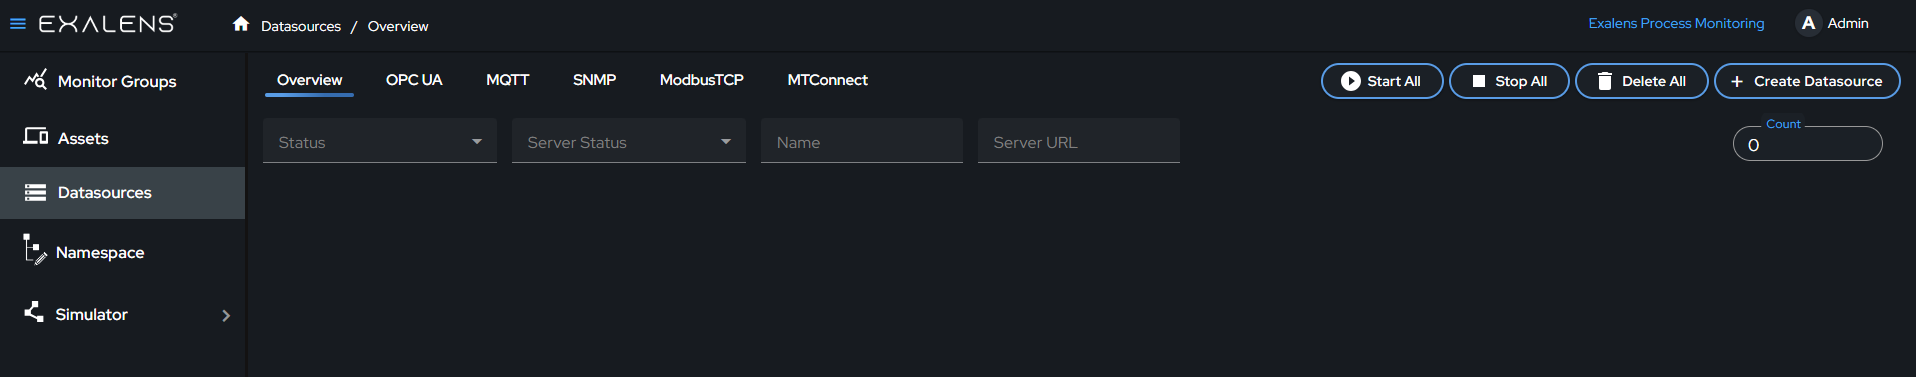 EXALENS®
Datasources / Overview
Exalens Process Monitoring
A Admin
Monitor Groups
Assets
Datasources
Namespace
Simulator
Overview OPC UA MQTT SNMP ModbusTCP MTConnect
Start All Stop All Delete All + Create Datasource
Status Server Status Name Server URL
Count
0